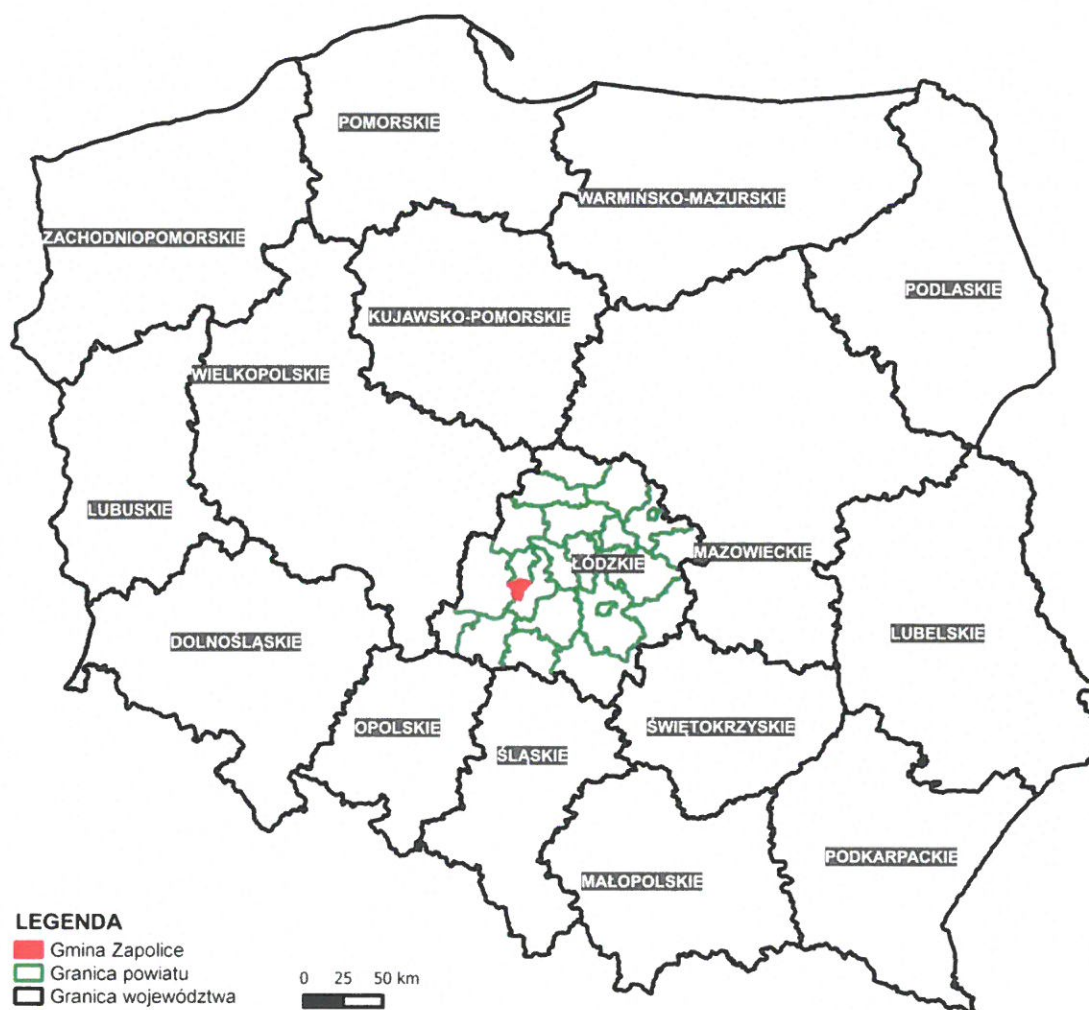 POMORSKIE
WARMIŃSKO-MAZURSKIE
ZACHODNIOPOMORSKIE
PODLASKIE
KUJAWSKO-POMORSKIE
WIELKOPOLSKIE
LUBUSKIE
MAZOWIECKIE
ŁÓDZKIE
DOLNOŚLĄSKIE
LUBELSKIE
OPOLSKIE
ŚWIĘTOKRZYSKIE
ŚLĄSKIE
PODKARPACKIE
MAŁOPOLSKIE
LEGENDA
Gmina Zapolice
Granica powiatu
Granica województwa
0 25 50 km